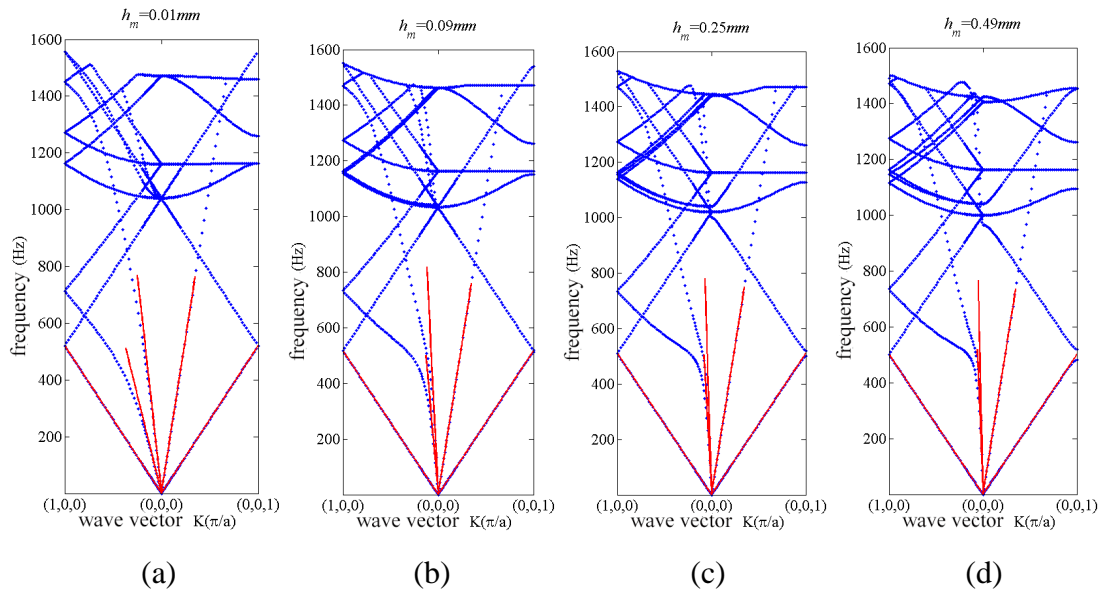 h_m=0.01mm
h_m=0.09mm
h_m=0.25mm
h_m=0.49mm
1600
1400
1200
1000
800
600
400
200
frequency (Hz)
(1,0,0) (0,0,0) (0,0,1)
wave vector K(π/a)
1600
1400
1200
1000
800
600
400
200
frequency (Hz)
(1,0,0) (0,0,0) (0,0,1)
wave vector K(π/a)
1600
1400
1200
1000
800
600
400
200
frequency (Hz)
(1,0,0) (0,0,0) (0,0,1)
wave vector K(π/a)
1600
1400
1200
1000
800
600
400
200
frequency (Hz)
(1,0,0) (0,0,0) (0,0,1)
wave vector K(π/a)
(a) (b) (c) (d)